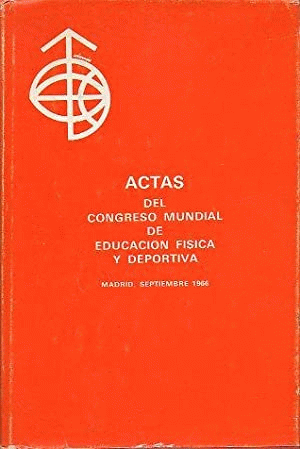 ACTAS
DEL
CONGRESO MUNDIAL
DE
EDUCACION FISICA
Y DEPORTIVA
MADRID, SEPTIEMBRE 1966